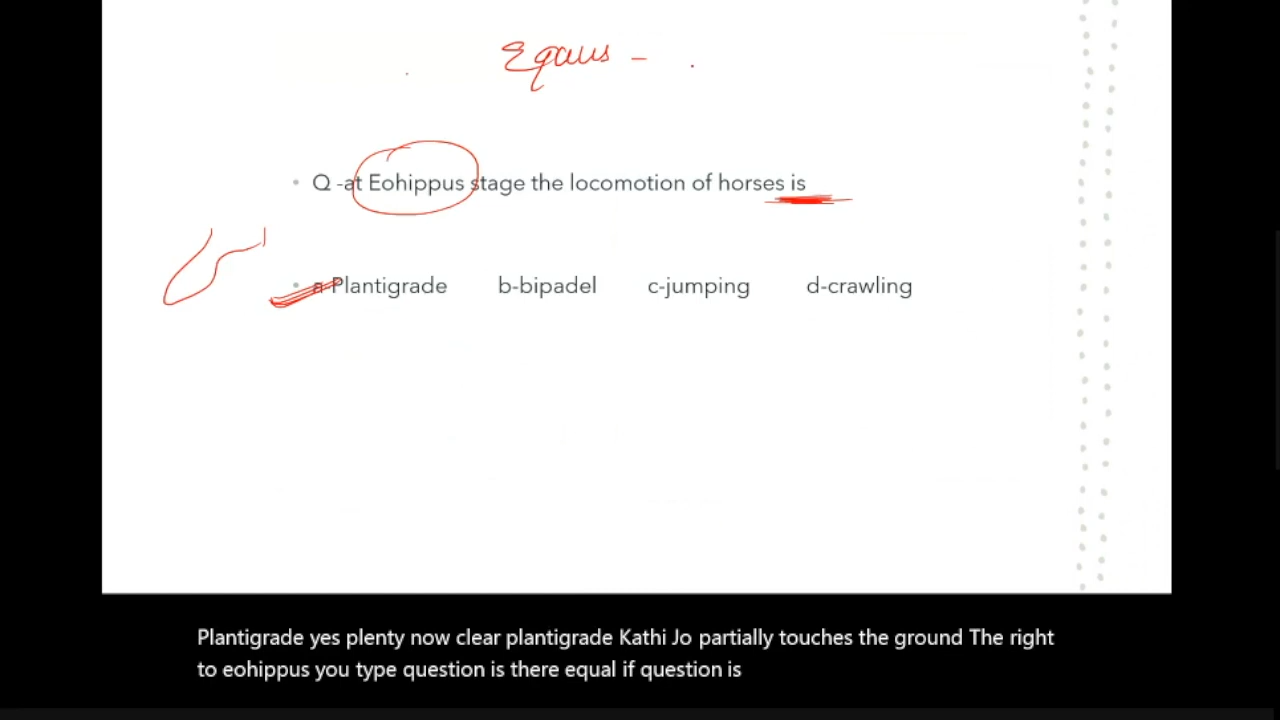 Equus -
• Q -at Eohippus stage the locomotion of horses is
• a Plantigrade b-bipadel c-jumping d-crawling
Plantigrade yes plenty now clear plantigrade Kathi Jo partially touches the ground The right
to eohippus you type question is there equal if question is